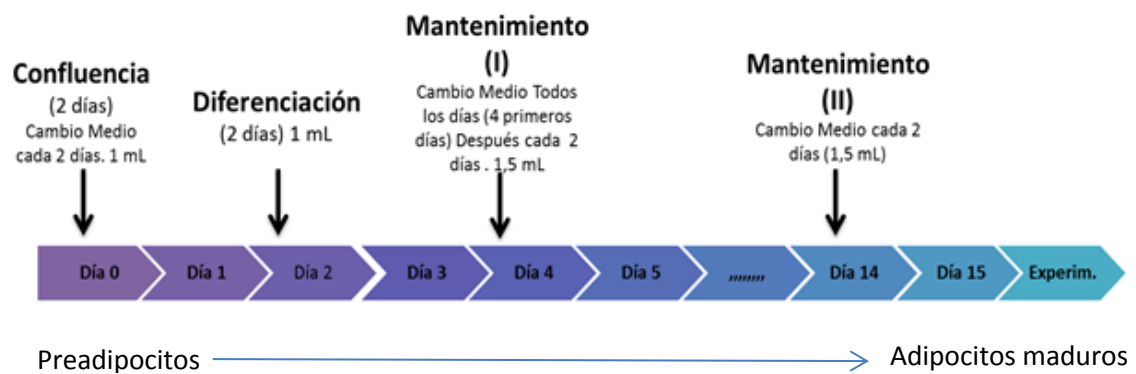 Confluencia
(2 días)
Cambio Medio
cada 2 días. 1 mL
Diferenciación
(2 días) 1 mL
Mantenimiento
(I)
Cambio Medio Todos
los días (4 primeros
días) Después cada 2
días . 1,5 mL
Mantenimiento
(II)
Cambio Medio cada 2
días (1,5 mL)
Día 0
Día 1
Día 2
Día 3
Día 4
Día 5
,,,,,,,,,
Día 14
Día 15
Experim.
Preadipocitos
Adipocitos maduros